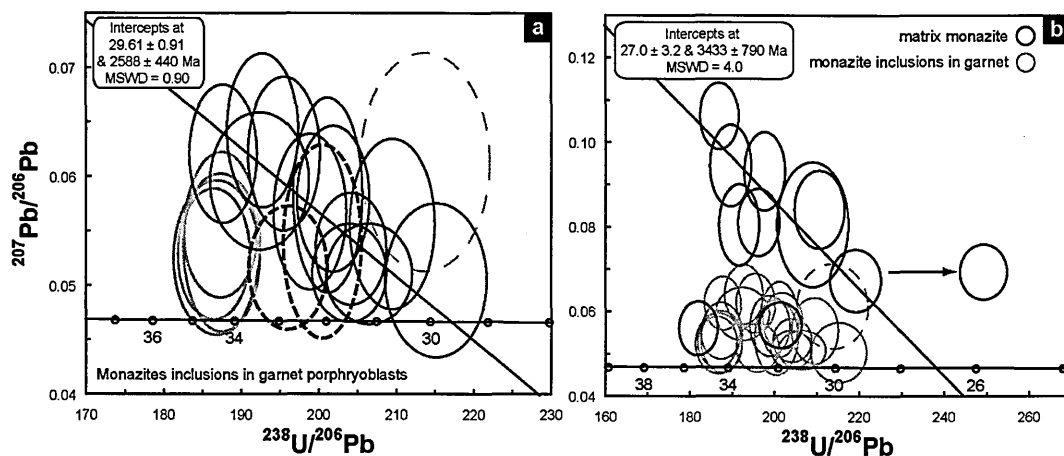 a
Intercepts at
29.61 ± 0.91
& 2588 ± 440 Ma
MSWD = 0.90
0.07
0.06
0.05
0.04
207Pb/206Pb
36
34
30
Monazites inclusions in garnet porphryoblasts
170
180
190
200
210
220
230
238U/206Pb
b
Intercepts at
27.0 ± 3.2 & 3433 ± 790 Ma
MSWD = 4.0
matrix monazite
monazite inclusions in garnet
0.12
0.10
0.08
0.06
0.04
38
34
30
26
160
180
200
220
240
260
238U/206Pb